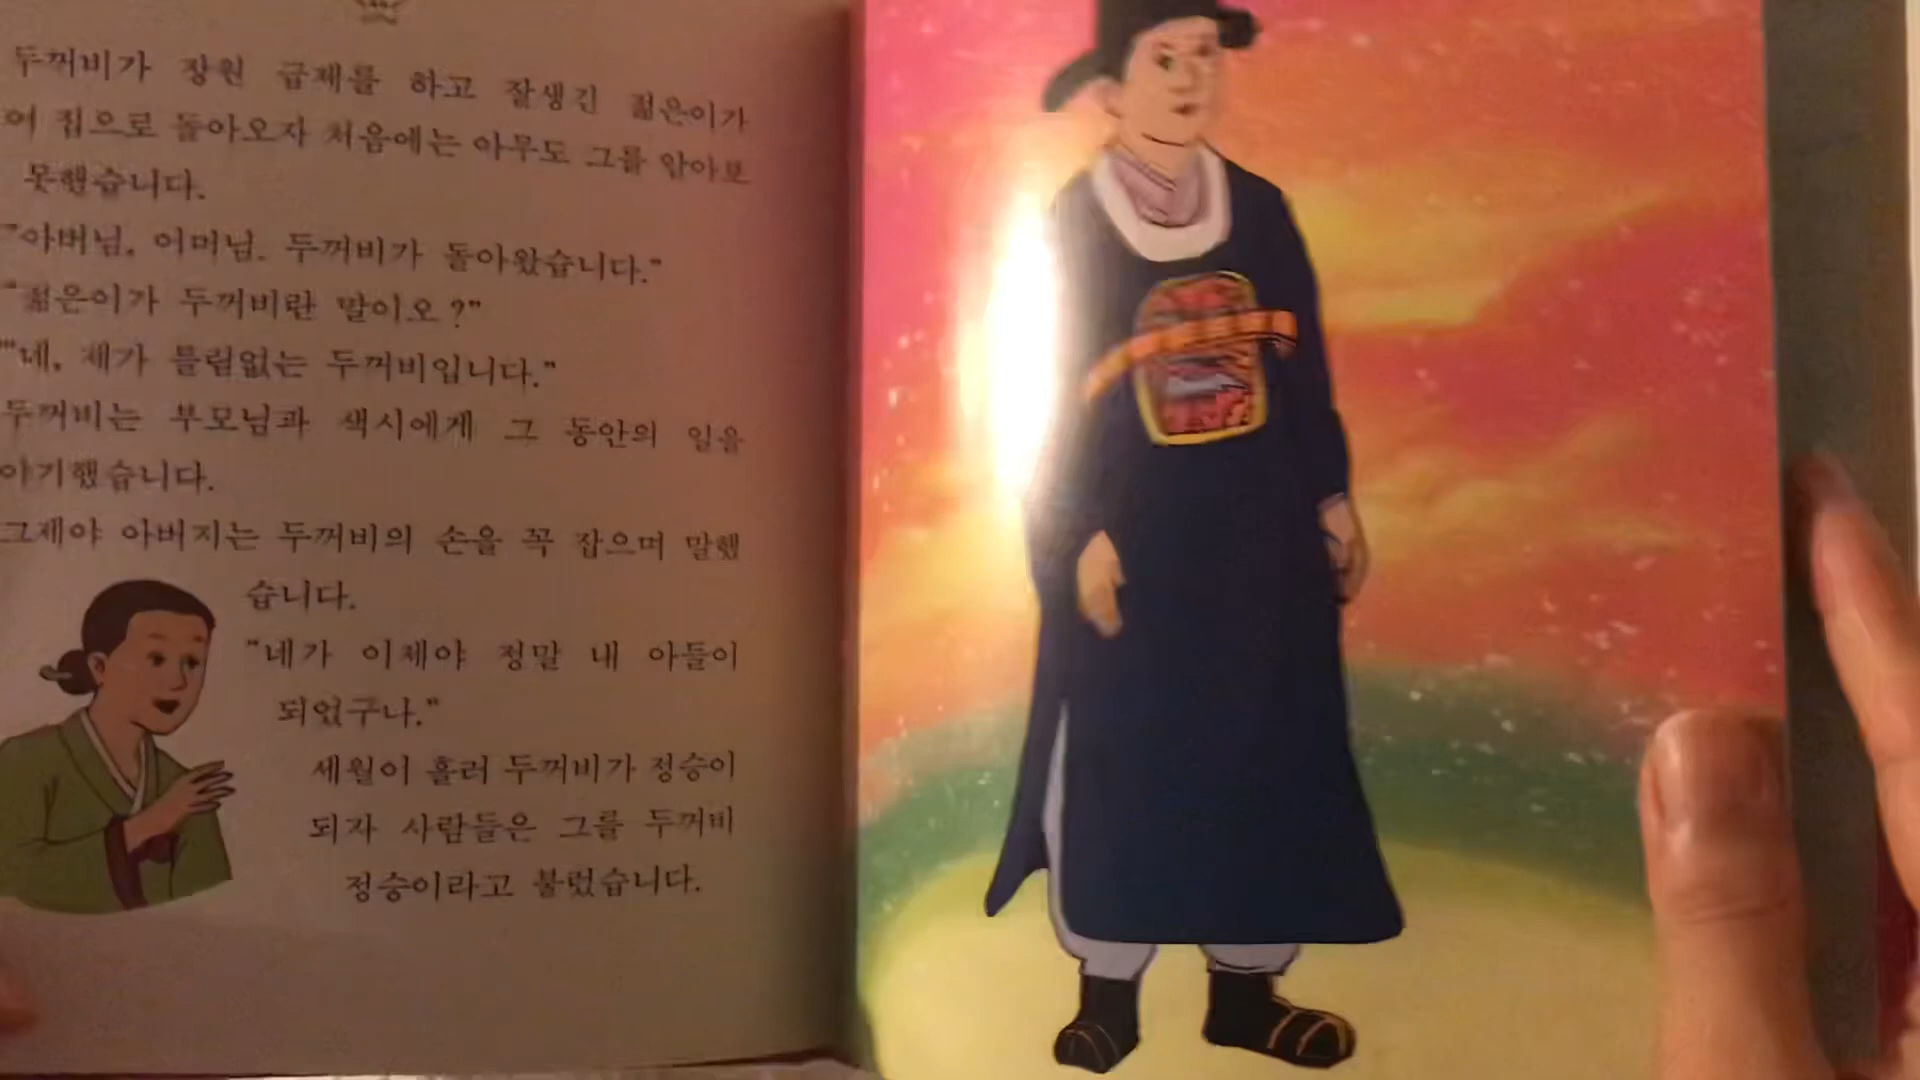 두꺼비가 장원 급제를 하고 잘생긴 젊은이가
여 집으로 돌아오자 처음에는 아무도 그를 알아보
못했습니다.
"아버님, 어머님. 두꺼비가 돌아왔습니다."
"젊은이가 두꺼비란 말이오?"
"네, 제가 틀림없는 두꺼비입니다."
두꺼비는 부모님과 색시에게 그 동안의 일을
야기했습니다.
그제야 아버지는 두꺼비의 손을 꼭 잡으며 말했
습니다.
"네가 이제야 정말 내 아들이
되었구나."
세월이 흘러 두꺼비가 정승이
되자 사람들은 그를 두꺼비
정승이라고 불렀습니다.